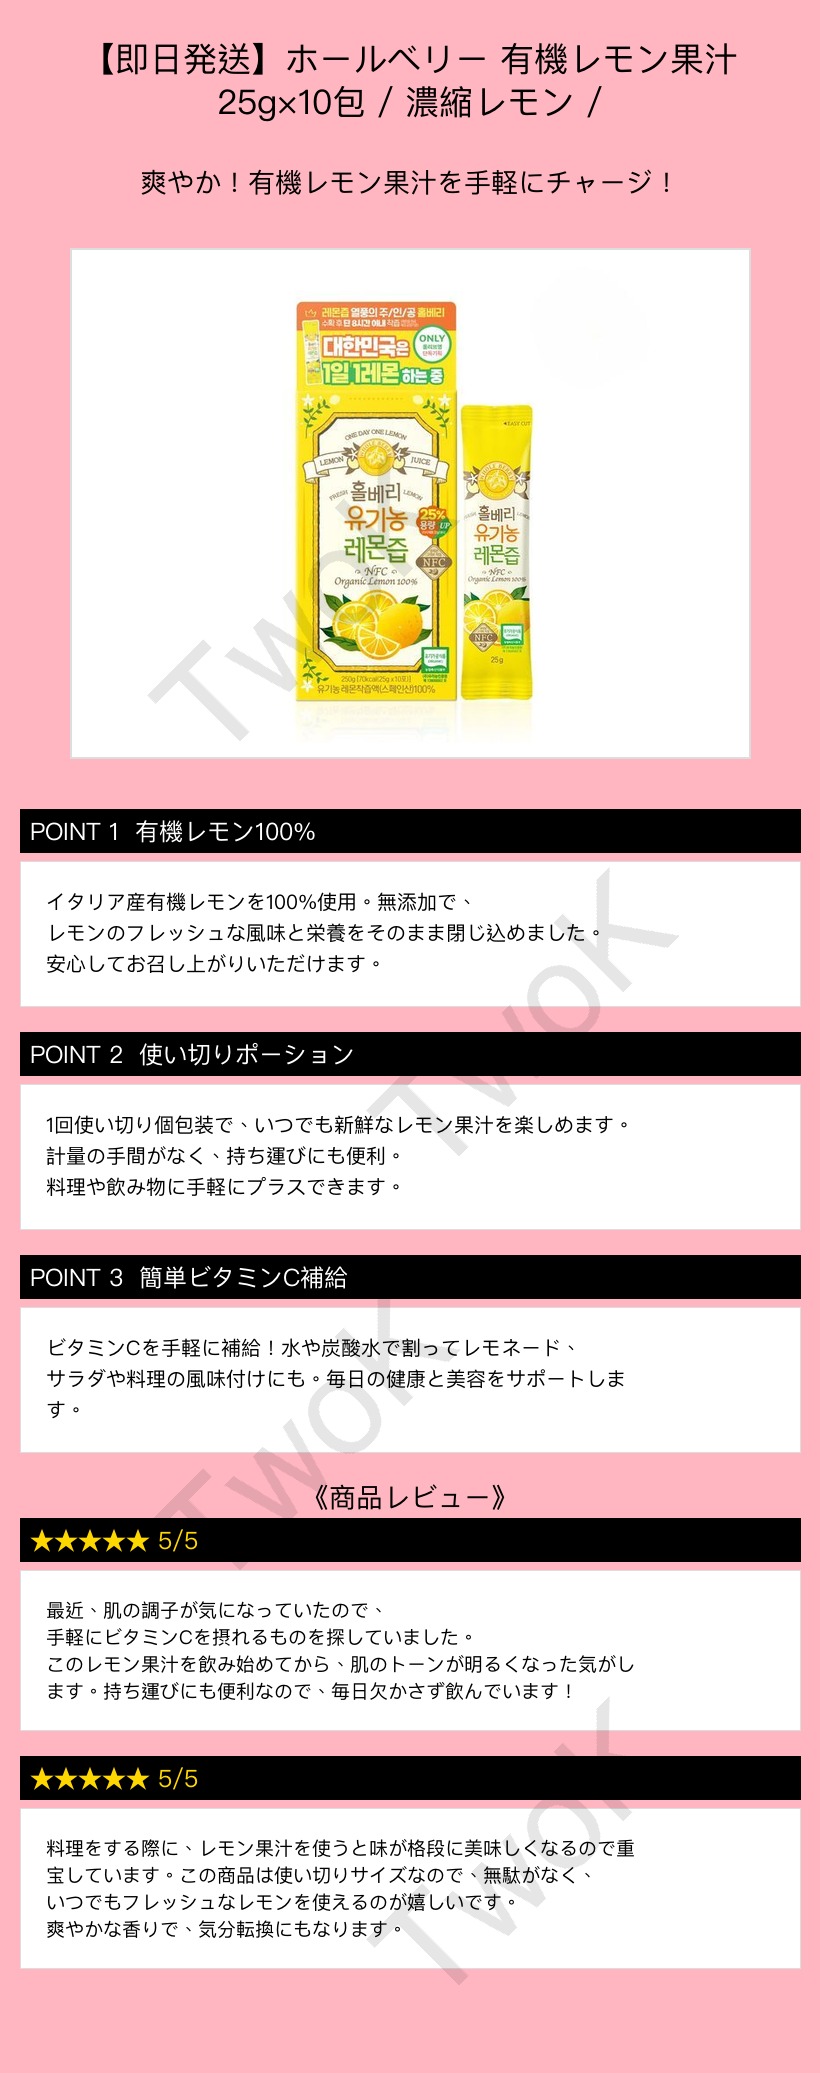 【即日発送】ホールベリー 有機レモン果汁
25g×10包 / 濃縮レモン /
爽やか！有機レモン果汁を手軽にチャージ！
레몬즙 열풍의 주/인/공 홀베리
수확 후 단 8시간 이내 착즙
대한민국은
ONLY
1일 1레몬 하는 중
EASY CUT
ONE DAY ONE LEMON
LEMON JUICE
WHOLE BERRY
FRESH 홀베리 LEMON
유기농
25%
용량 UP
레몬즙
NFC
NFC
Organic Lemon 100%
250g [70kcal(25g x 10포)]
유기농레몬착즙액(스페인산)100%
홀베리
유기농
레몬즙
NFC
Organic Lemon 100%
NFC
25g
TwoK
POINT 1 有機レモン100%
イタリア産有機レモンを100%使用。無添加で、
レモンのフレッシュな風味と栄養をそのまま閉じ込めました。
安心してお召し上がりいただけます。
TwoK
POINT 2 使い切りポーション
1回使い切り個包装で、いつでも新鮮なレモン果汁を楽しめます。
計量の手間がなく、持ち運びにも便利。
料理や飲み物に手軽にプラスできます。
POINT 3 簡単ビタミンC補給
ビタミンCを手軽に補給！水や炭酸水で割ってレモネード、
サラダや料理の風味付けにも。毎日の健康と美容をサポートしま
す。
TwoK
《商品レビュー》
★★★★★ 5/5
最近、肌の調子が気になっていたので、
手軽にビタミンCを摂れるものを探していました。
このレモン果汁を飲み始めてから、肌のトーンが明るくなった気がし
ます。持ち運びにも便利なので、毎日欠かさず飲んでいます！
★★★★★ 5/5
料理をする際に、レモン果汁を使うと味が格段に美味しくなるので重
宝しています。この商品は使い切りサイズなので、無駄がなく、
いつでもフレッシュなレモンを使えるのが嬉しいです。
爽やかな香りで、気分転換にもなります。
TwoK